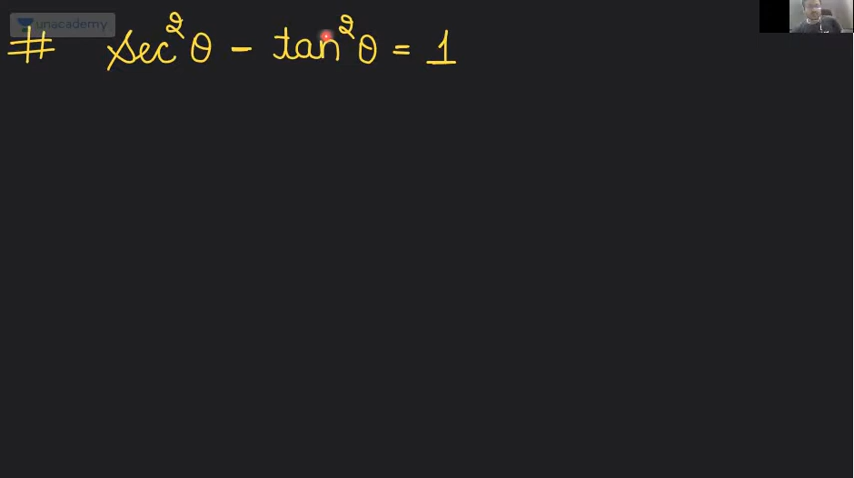 unacademy
# sec²θ - tan²θ = 1